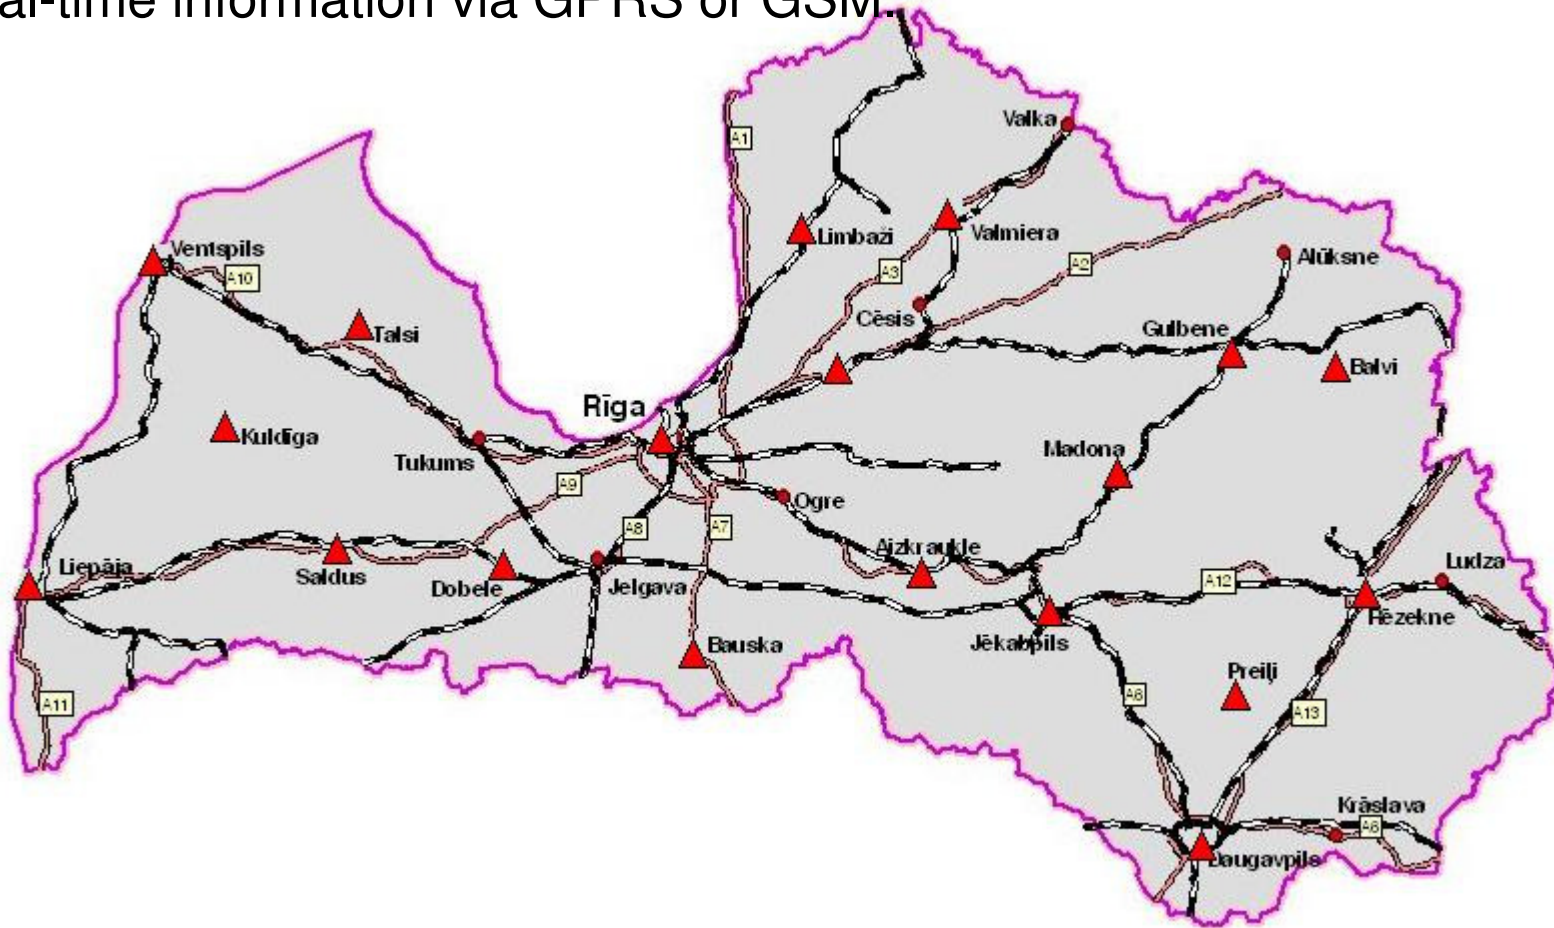 al-time information via GPRS or GSM.
A1
Valka
Limbaži
Valmiera
Ventspils
A10
A3
A2
Alūksne
Talsi
Cēsis
Gulbene
Balvi
Rīga
Kuldīga
Tukums
Madona
A9
Ogre
A8
A7
Aizkraukle
Liepāja
Saldus
Dobele
Jelgava
A12
Ludza
Rēzekne
Jēkabpils
Bauska
Preiļi
A11
A6
A13
Krāslava
A6
Daugavpils